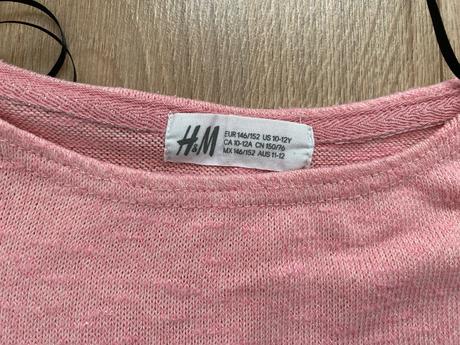 H&M
EUR 146/152 US 10-12Y
CA 10-12A CN 150/76
MX 146/152 AUS 11-12